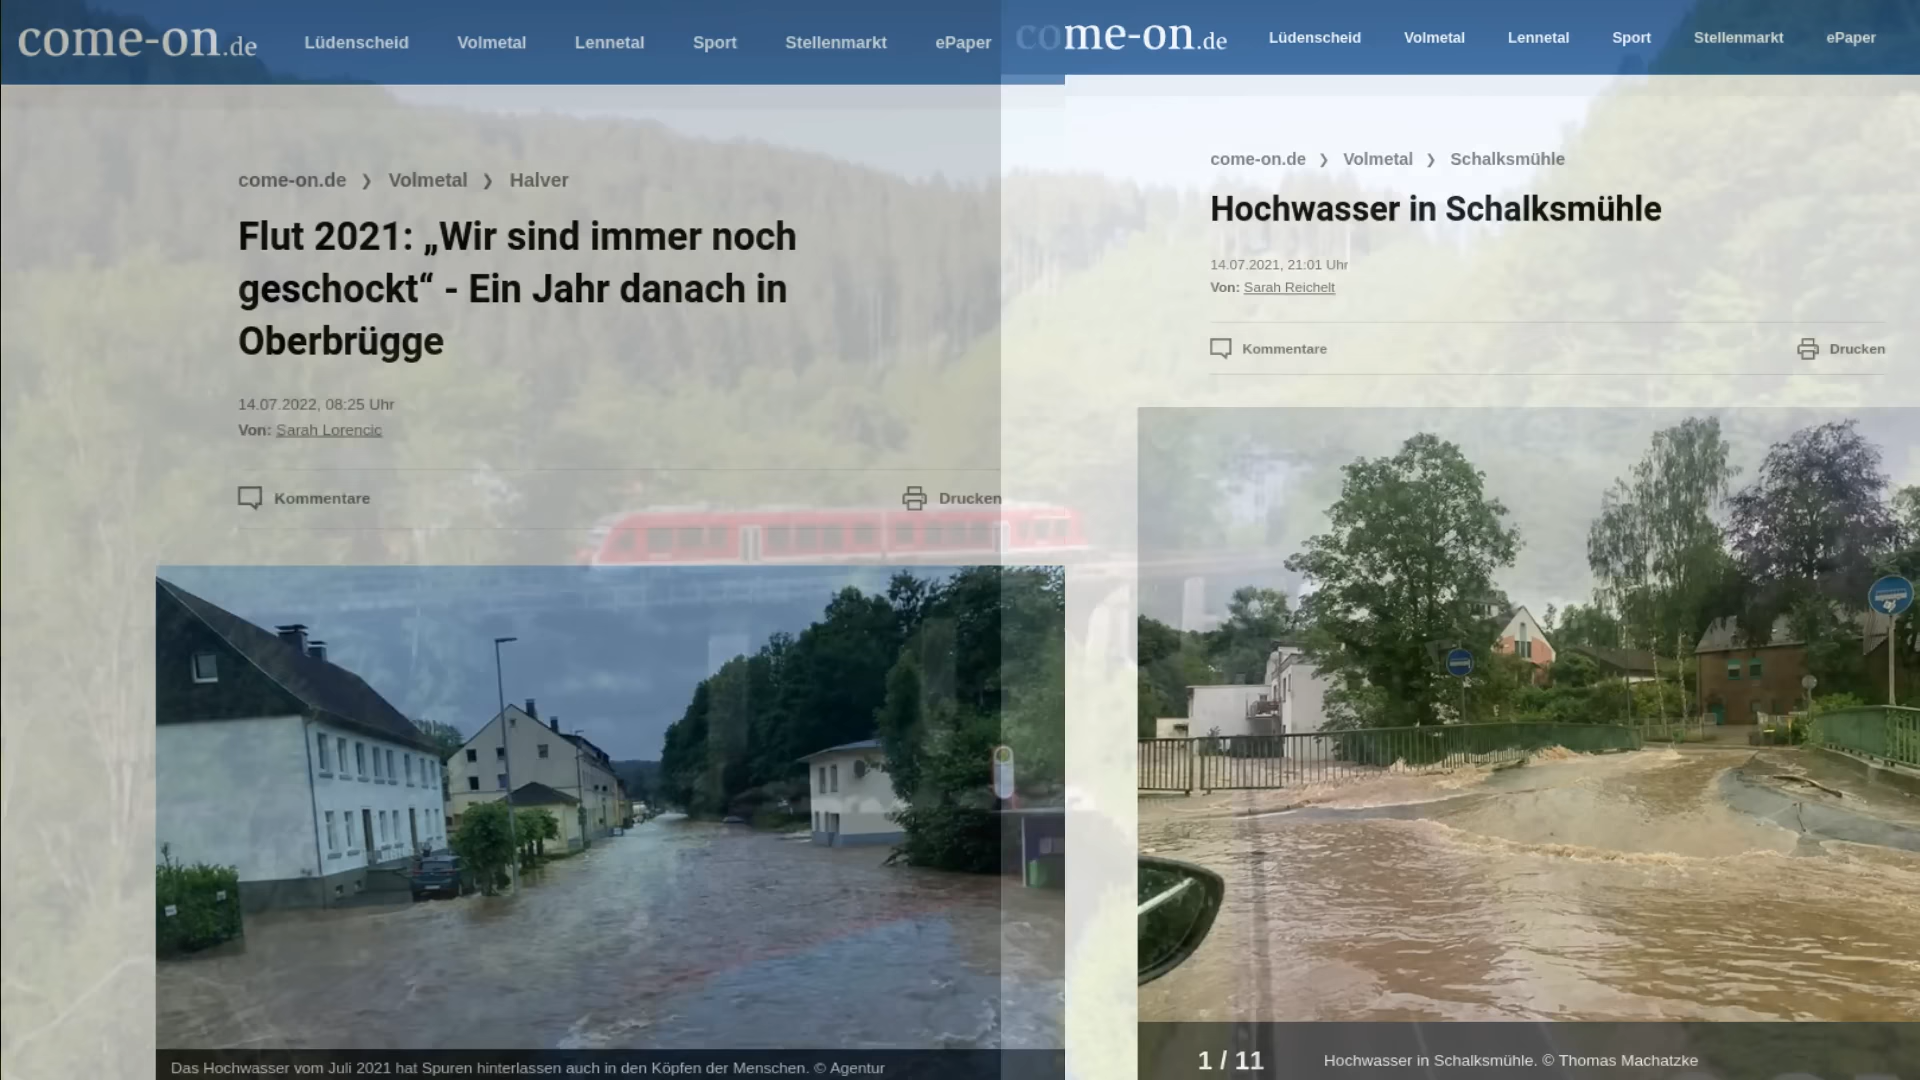 come-on.de Lüdenscheid Volmetal Lennetal Sport Stellenmarkt ePaper
come-on.de ❯ Volmetal ❯ Halver
Flut 2021: „Wir sind immer noch
geschockt“ - Ein Jahr danach in
Oberbrügge
14.07.2022, 08:25 Uhr
Von: Sarah Lorencic
Kommentare Drucken
Das Hochwasser vom Juli 2021 hat Spuren hinterlassen auch in den Köpfen der Menschen. © Agentur
come-on.de Lüdenscheid Volmetal Lennetal Sport Stellenmarkt ePaper
come-on.de ❯ Volmetal ❯ Schalksmühle
Hochwasser in Schalksmühle
14.07.2021, 21:01 Uhr
Von: Sarah Reichelt
Kommentare Drucken
1 / 11 Hochwasser in Schalksmühle. © Thomas Machatzke